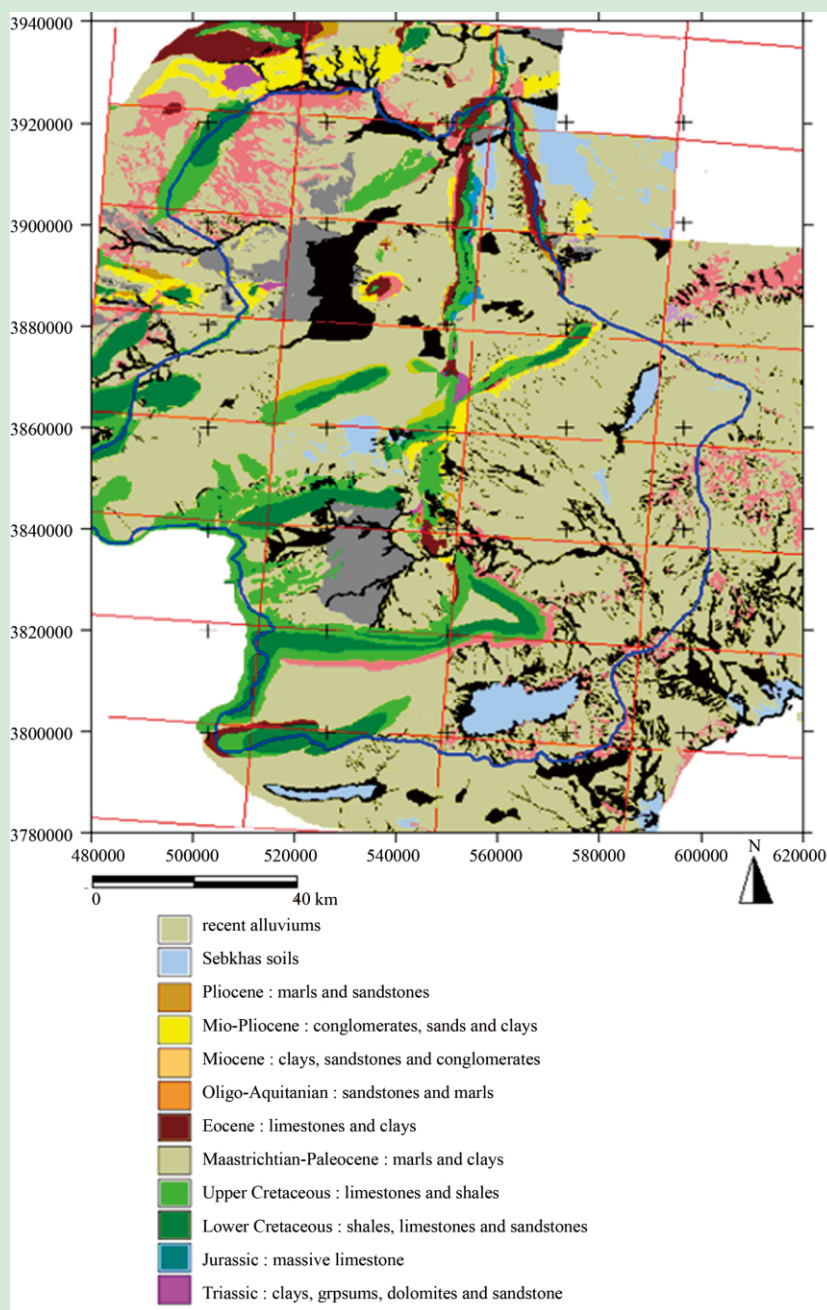 3940000
3920000
3900000
3880000
3860000
3840000
3820000
3800000
3780000
480000 500000 520000 540000 560000 580000 600000 620000
N
0 40 km
recent alluviums
Sebkhas soils
Pliocene : marls and sandstones
Mio-Pliocene : conglomerates, sands and clays
Miocene : clays, sandstones and conglomerates
Oligo-Aquitanian : sandstones and marls
Eocene : limestones and clays
Maastrichtian-Paleocene : marls and clays
Upper Cretaceous : limestones and shales
Lower Cretaceous : shales, limestones and sandstones
Jurassic : massive limestone
Triassic : clays, grpsums, dolomites and sandstone